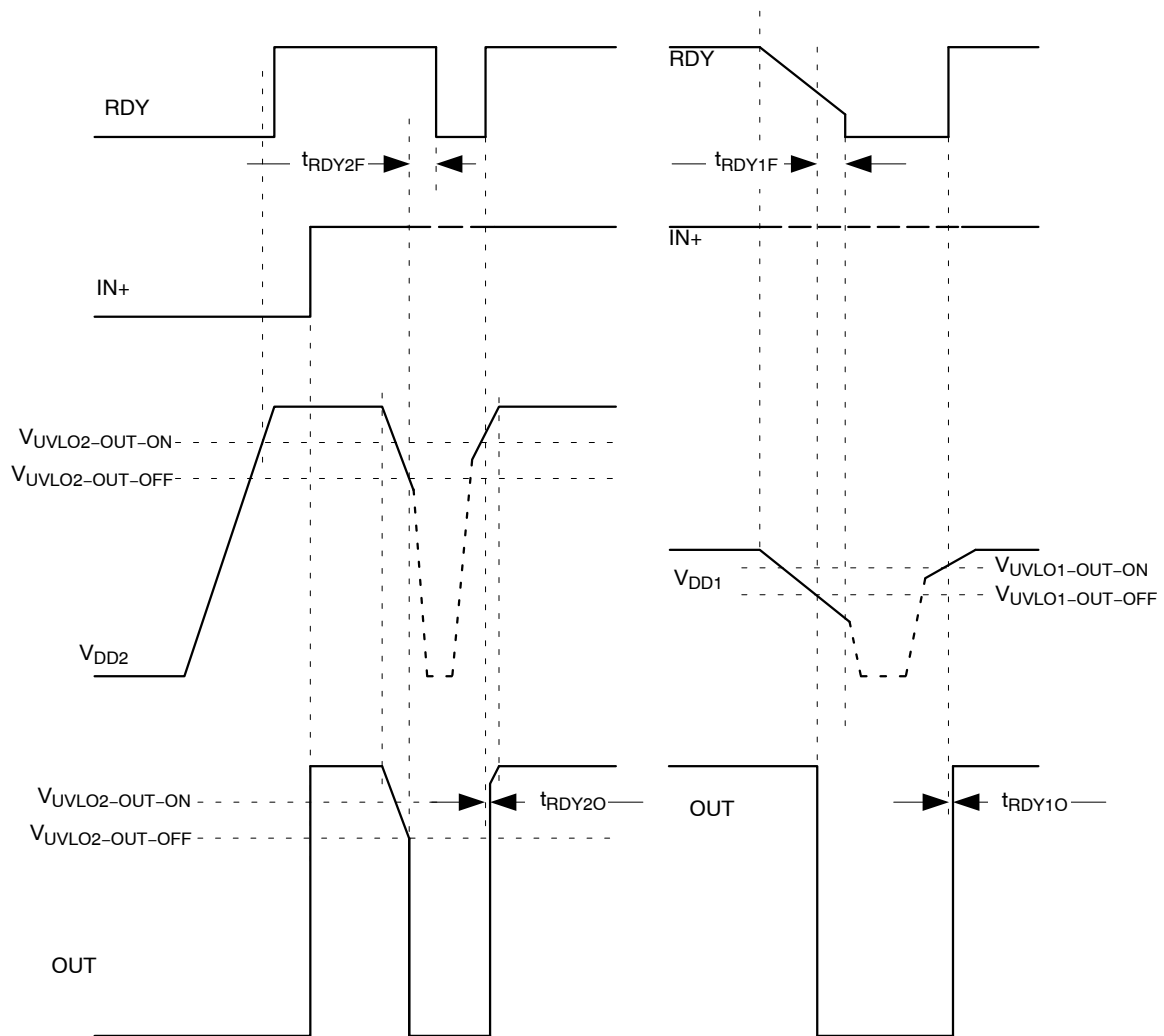 RDY
RDY
tRDY2F
tRDY1F
IN+
IN+
VUVLO2−OUT−ON
VUVLO2−OUT−OFF
VDD1
VUVLO1−OUT−ON
VUVLO1−OUT−OFF
VDD2
VUVLO2−OUT−ON
tRDY2O
OUT
tRDY1O
VUVLO2−OUT−OFF
OUT